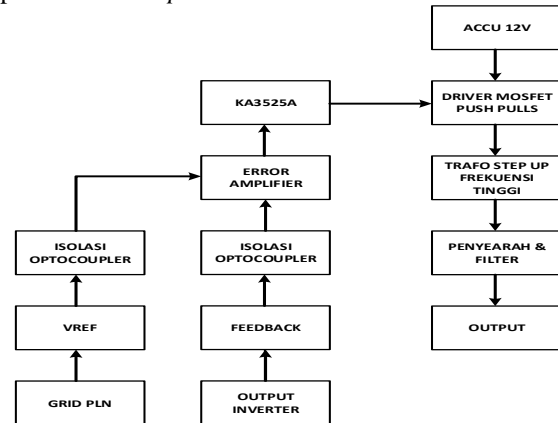 ACCU 12V
KA3525A
DRIVER MOSFET
PUSH PULLS
ERROR
AMPLIFIER
TRAFO STEP UP
FREKUENSI
TINGGI
ISOLASI
OPTOCOUPLER
ISOLASI
OPTOCOUPLER
PENYEARAH &
FILTER
VREF
FEEDBACK
OUTPUT
GRID PLN
OUTPUT
INVERTER